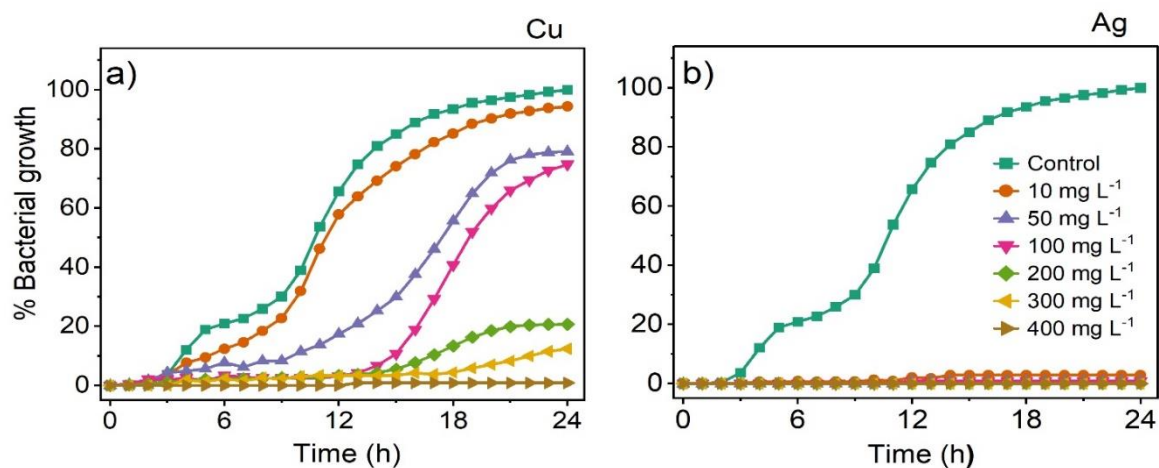 Cu
a)
% Bacterial growth
100
80
60
40
20
0
0 6 12 18 24
Time (h)
Ag
b)
100
80
60
40
20
0
0 6 12 18 24
Time (h)
Control
10 mg L⁻¹
50 mg L⁻¹
100 mg L⁻¹
200 mg L⁻¹
300 mg L⁻¹
400 mg L⁻¹